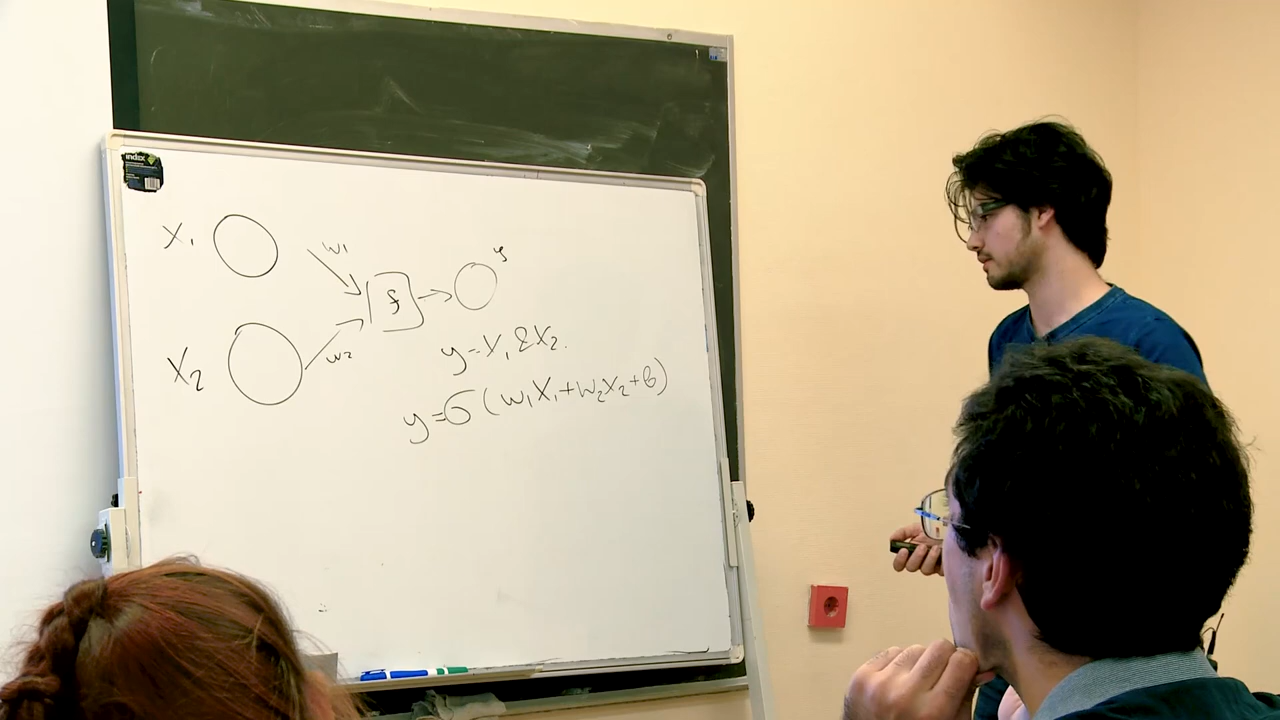 index
X₁
w₁
y
f
X₂
w₂
y=X₁&X₂.
y=σ(w₁X₁+w₂X₂+b)